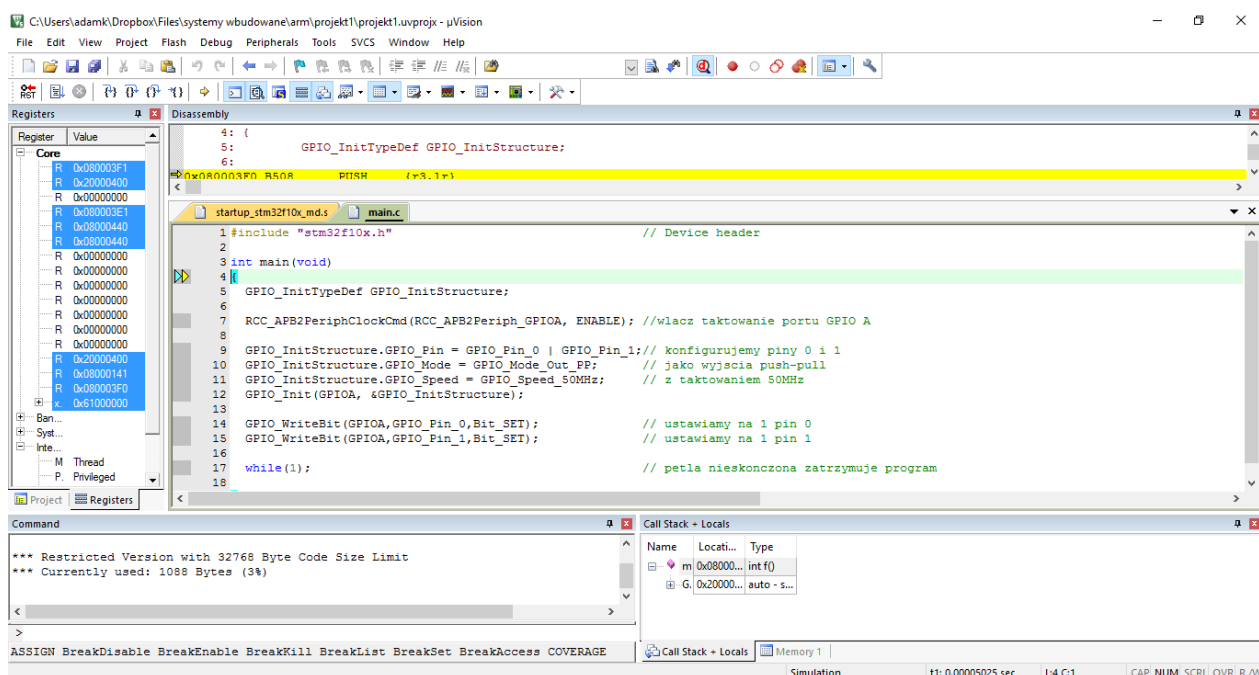 C:\Users\adamk\Dropbox\Files\systemy wbudowane\arm\projekt1\projekt1.uvprojx - µVision
File Edit View Project Flash Debug Peripherals Tools SVCS Window Help
RST
Registers
Register Value
Core
R 0x080003F1
R 0x20000400
R 0x00000000
R 0x080003E1
R 0x08000440
R 0x08000440
R 0x00000000
R 0x00000000
R 0x00000000
R 0x00000000
R 0x00000000
R 0x00000000
R 0x00000000
R 0x20000400
R 0x08000141
R 0x080003F0
x. 0x61000000
Ban...
Syst...
Inte...
M Thread
P. Privileged
Project Registers
Disassembly
4: {
5: GPIO_InitTypeDef GPIO_InitStructure;
6:
0x080003F0 B508 PUSH {r3,lr}
startup_stm32f10x_md.s main.c
1 #include "stm32f10x.h" // Device header
2
3 int main(void)
4 {
5 GPIO_InitTypeDef GPIO_InitStructure;
6
7 RCC_APB2PeriphClockCmd(RCC_APB2Periph_GPIOA, ENABLE); //wlacz taktowanie portu GPIO A
8
9 GPIO_InitStructure.GPIO_Pin = GPIO_Pin_0 | GPIO_Pin_1;// konfigurujemy piny 0 i 1
10 GPIO_InitStructure.GPIO_Mode = GPIO_Mode_Out_PP; // jako wyjscia push-pull
11 GPIO_InitStructure.GPIO_Speed = GPIO_Speed_50MHz; // z taktowaniem 50MHz
12 GPIO_Init(GPIOA, &GPIO_InitStructure);
13
14 GPIO_WriteBit(GPIOA,GPIO_Pin_0,Bit_SET); // ustawiamy na 1 pin 0
15 GPIO_WriteBit(GPIOA,GPIO_Pin_1,Bit_SET); // ustawiamy na 1 pin 1
16
17 while(1); // petla nieskonczona zatrzymuje program
18
Command
*** Restricted Version with 32768 Byte Code Size Limit
*** Currently used: 1088 Bytes (3%)
>
ASSIGN BreakDisable BreakEnable BreakKill BreakList BreakSet BreakAccess COVERAGE
Call Stack + Locals
Name Locati... Type
m 0x08000... int f()
G. 0x20000... auto - s...
Call Stack + Locals Memory 1
Simulation t1: 0.00005025 sec L:4 C:1 CAP NUM SCRL OVR R/W